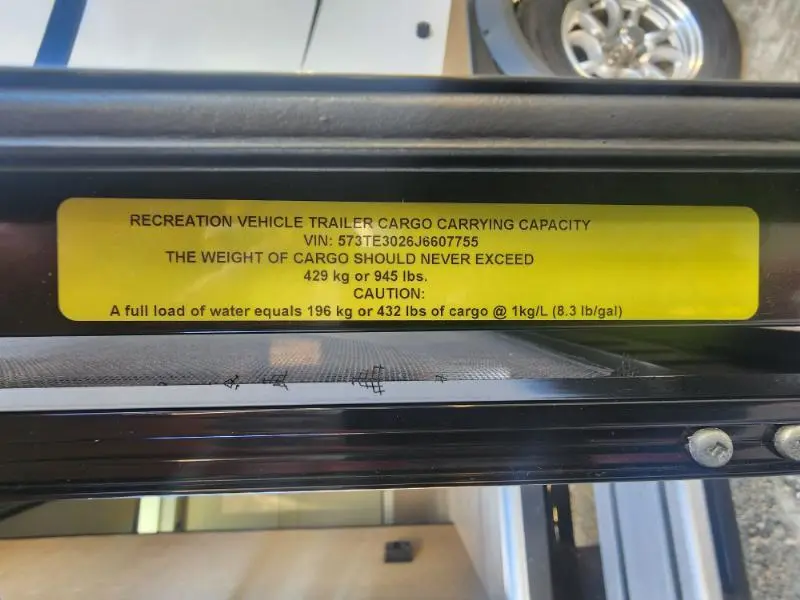 RECREATION VEHICLE TRAILER CARGO CARRYING CAPACITY
VIN: 573TE3026J6607755
THE WEIGHT OF CARGO SHOULD NEVER EXCEED
429 kg or 945 lbs.
CAUTION:
A full load of water equals 196 kg or 432 lbs of cargo @ 1kg/L (8.3 lb/gal)